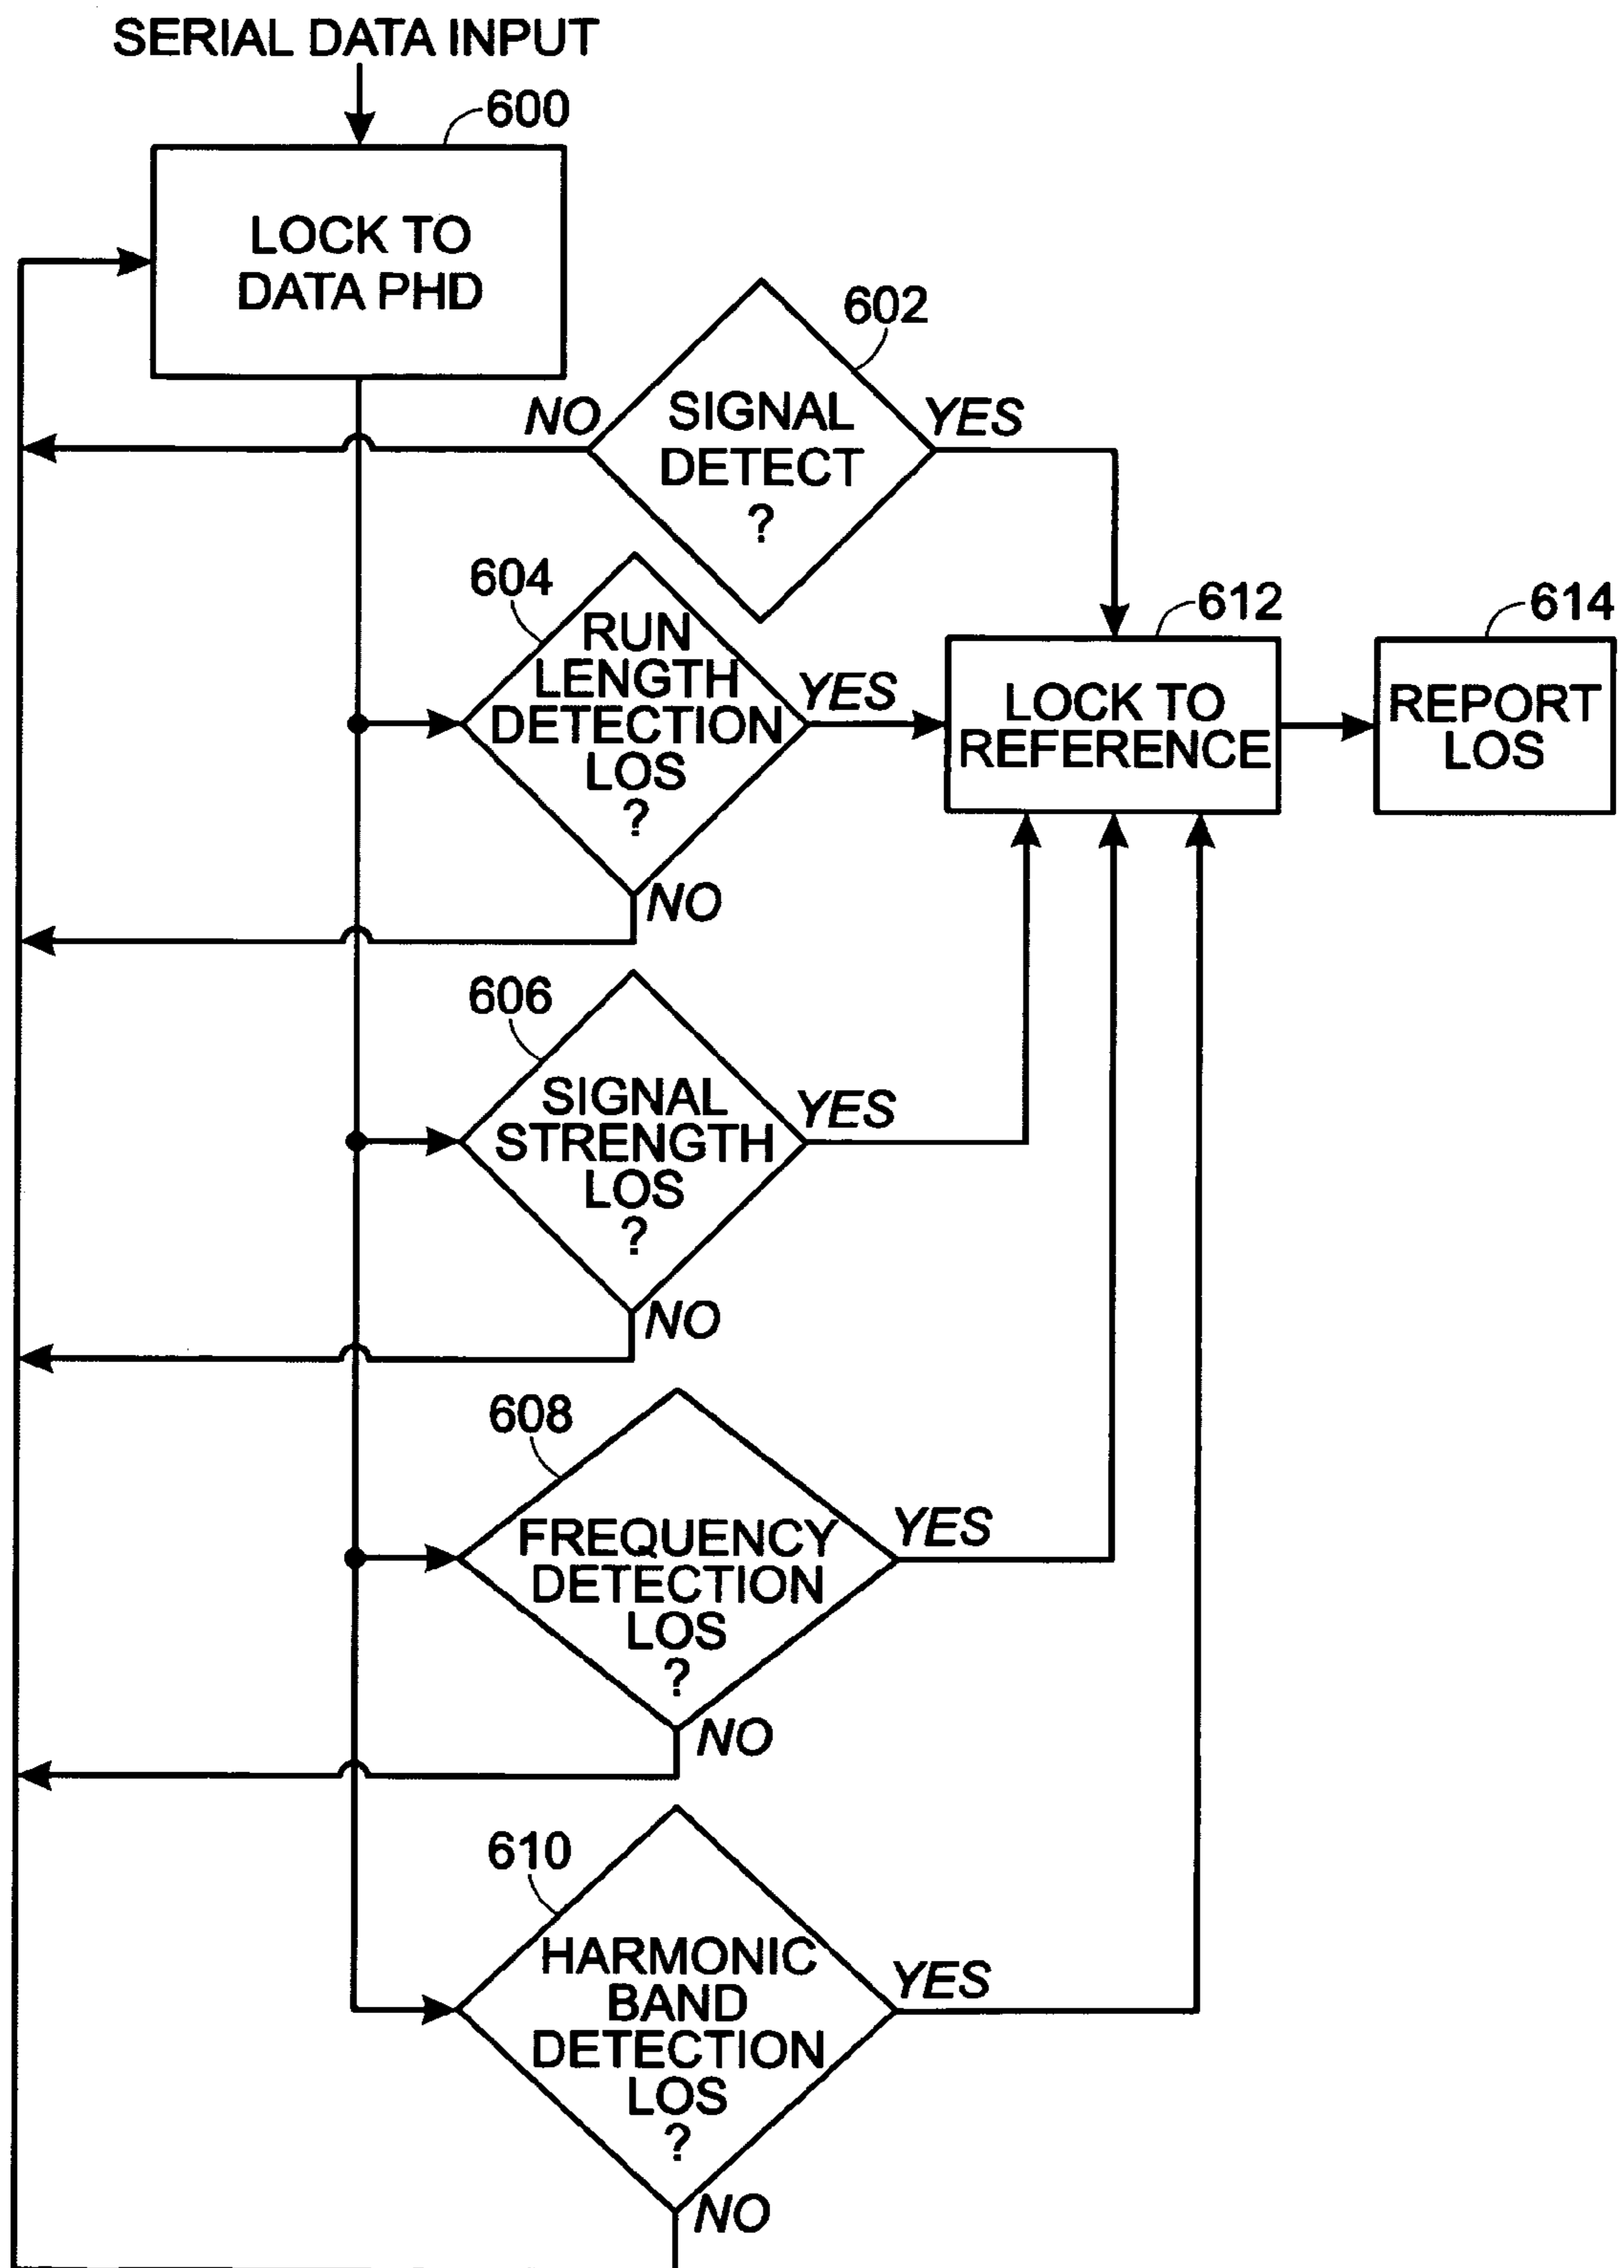 SERIAL DATA INPUT
600
LOCK TO
DATA PHD
602
NO
SIGNAL
DETECT
?
YES
604
RUN
LENGTH
DETECTION
LOS
?
YES
NO
612
LOCK TO
REFERENCE
614
REPORT
LOS
606
SIGNAL
STRENGTH
LOS
?
YES
NO
608
FREQUENCY
DETECTION
LOS
?
YES
NO
610
HARMONIC
BAND
DETECTION
LOS
?
YES
NO